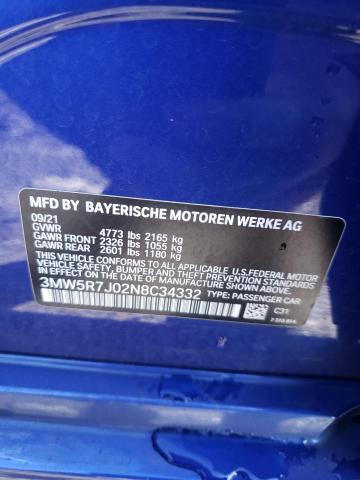 MFD BY BAYERISCHE MOTOREN WERKE AG
09/21
GVWR 4773 lbs 2165 kg
GAWR FRONT 2326 lbs 1055 kg
GAWR REAR 2601 lbs 1180 kg
THIS VEHICLE CONFORMS TO ALL APPLICABLE U.S. FEDERAL MOTOR
VEHICLE SAFETY, BUMPER AND THEFT PREVENTION STANDARDS
IN EFFECT ON THE DATE OF MANUFACTURE SHOWN ABOVE.
3MW5R7J02N8C34332 TYPE: PASSENGER CAR
C31